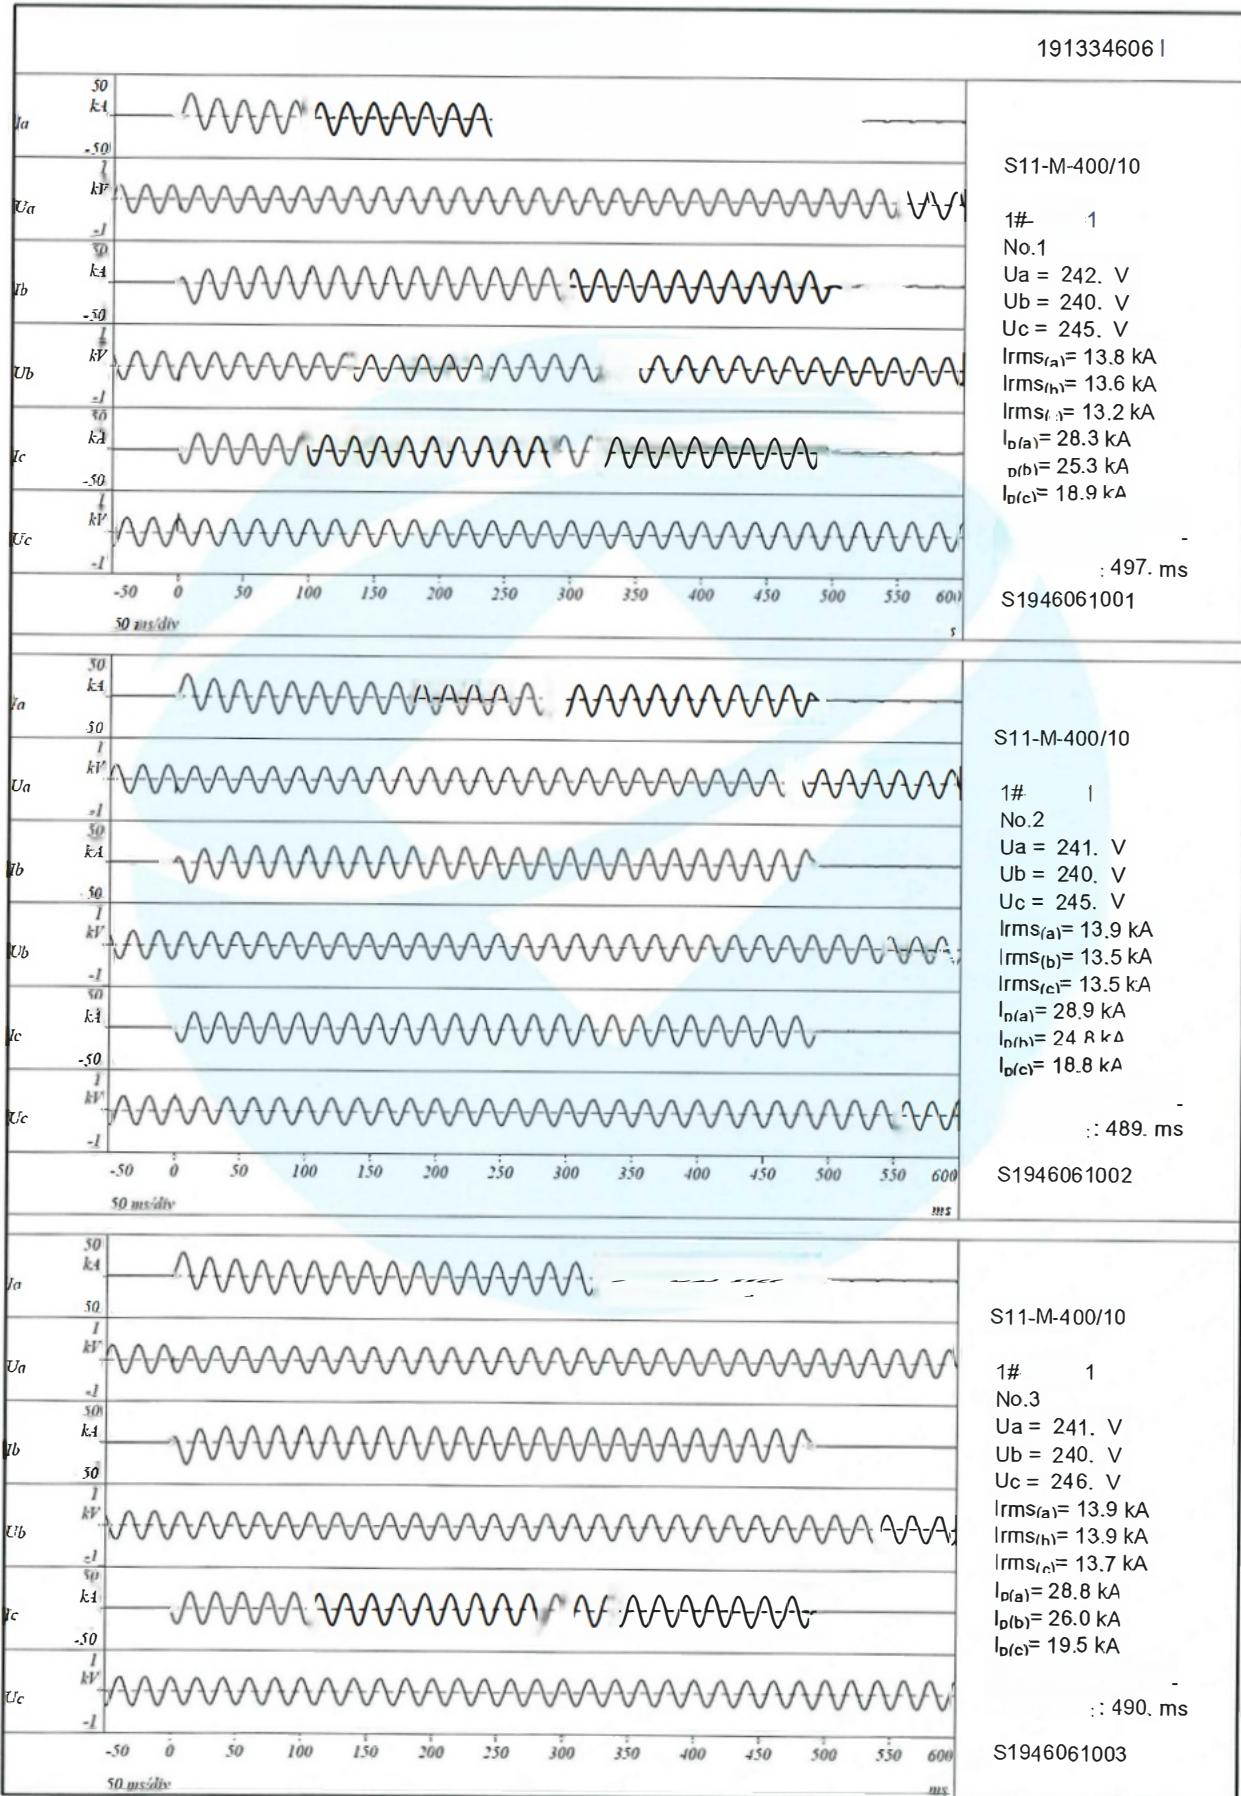 191334606
50
kA
Ia
-50
1
kV
Ua
-1
50
kA
Ib
-50
1
kV
Ub
-1
50
kA
Ic
-50
1
kV
Uc
-1
-50 0 50 100 150 200 250 300 350 400 450 500 550 600
50 ms/div s
S11-M-400/10
1# 1
No.1
Ua = 242. V
Ub = 240. V
Uc = 245. V
Irms(a)= 13.8 kA
Irms(b)= 13.6 kA
Irms( )= 13.2 kA
Ip(a)= 28.3 kA
p(b)= 25.3 kA
Ip(c)= 18.9 kA
-
: 497. ms
S1946061001
50
kA
Ia
50
1
kV
Ua
-1
50
kA
Ib
50
1
kV
Ub
-1
50
kA
Ic
-50
1
kV
Uc
-1
-50 0 50 100 150 200 250 300 350 400 450 500 550 600
50 ms/div ms
S11-M-400/10
1# 1
No.2
Ua = 241. V
Ub = 240. V
Uc = 245. V
Irms(a)= 13.9 kA
Irms(b)= 13.5 kA
Irms(c)= 13.5 kA
Ip(a)= 28.9 kA
Ip(b)= 24.8 kA
Ip(c)= 18.8 kA
-
: 489. ms
S1946061002
50
kA
Ia
50
1
kV
Ua
-1
50
kA
Ib
50
1
kV
Ub
-1
50
kA
Ic
-50
1
kV
Uc
-1
-50 0 50 100 150 200 250 300 350 400 450 500 550 600
50 ms/div ms
S11-M-400/10
1# 1
No.3
Ua = 241. V
Ub = 240. V
Uc = 246. V
Irms(a)= 13.9 kA
Irms(b)= 13.9 kA
Irms(c)= 13.7 kA
Ip(a)= 28.8 kA
Ip(b)= 26.0 kA
Ip(c)= 19.5 kA
-
: 490. ms
S1946061003